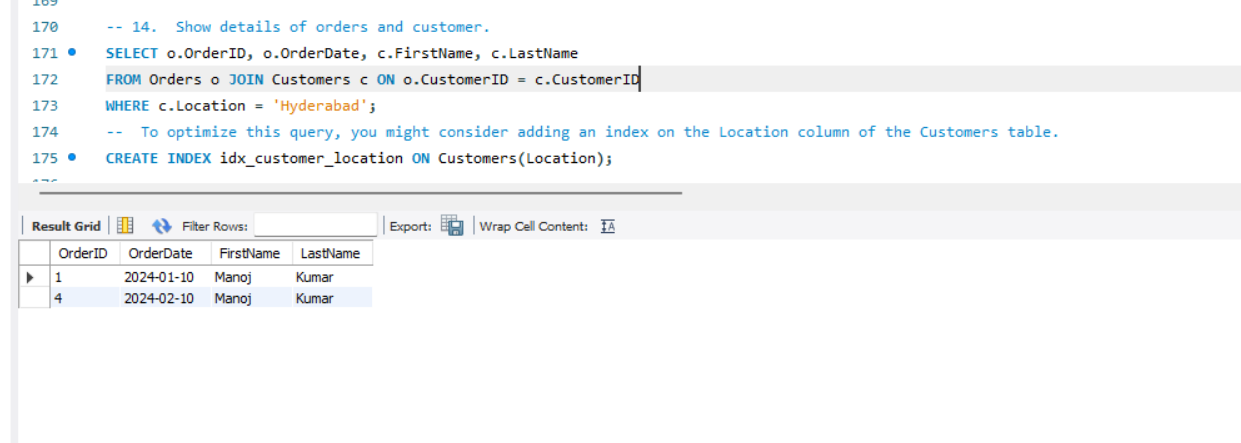 169
170 -- 14.  Show details of orders and customer.
171 SELECT o.OrderID, o.OrderDate, c.FirstName, c.LastName
172 FROM Orders o JOIN Customers c ON o.CustomerID = c.CustomerID
173 WHERE c.Location = 'Hyderabad';
174 --  To optimize this query, you might consider adding an index on the Location column of the Customers table.
175 CREATE INDEX idx_customer_location ON Customers(Location);
176
Result Grid Filter Rows: Export: Wrap Cell Content: IA
OrderID OrderDate FirstName LastName
1 2024-01-10 Manoj Kumar
4 2024-02-10 Manoj Kumar